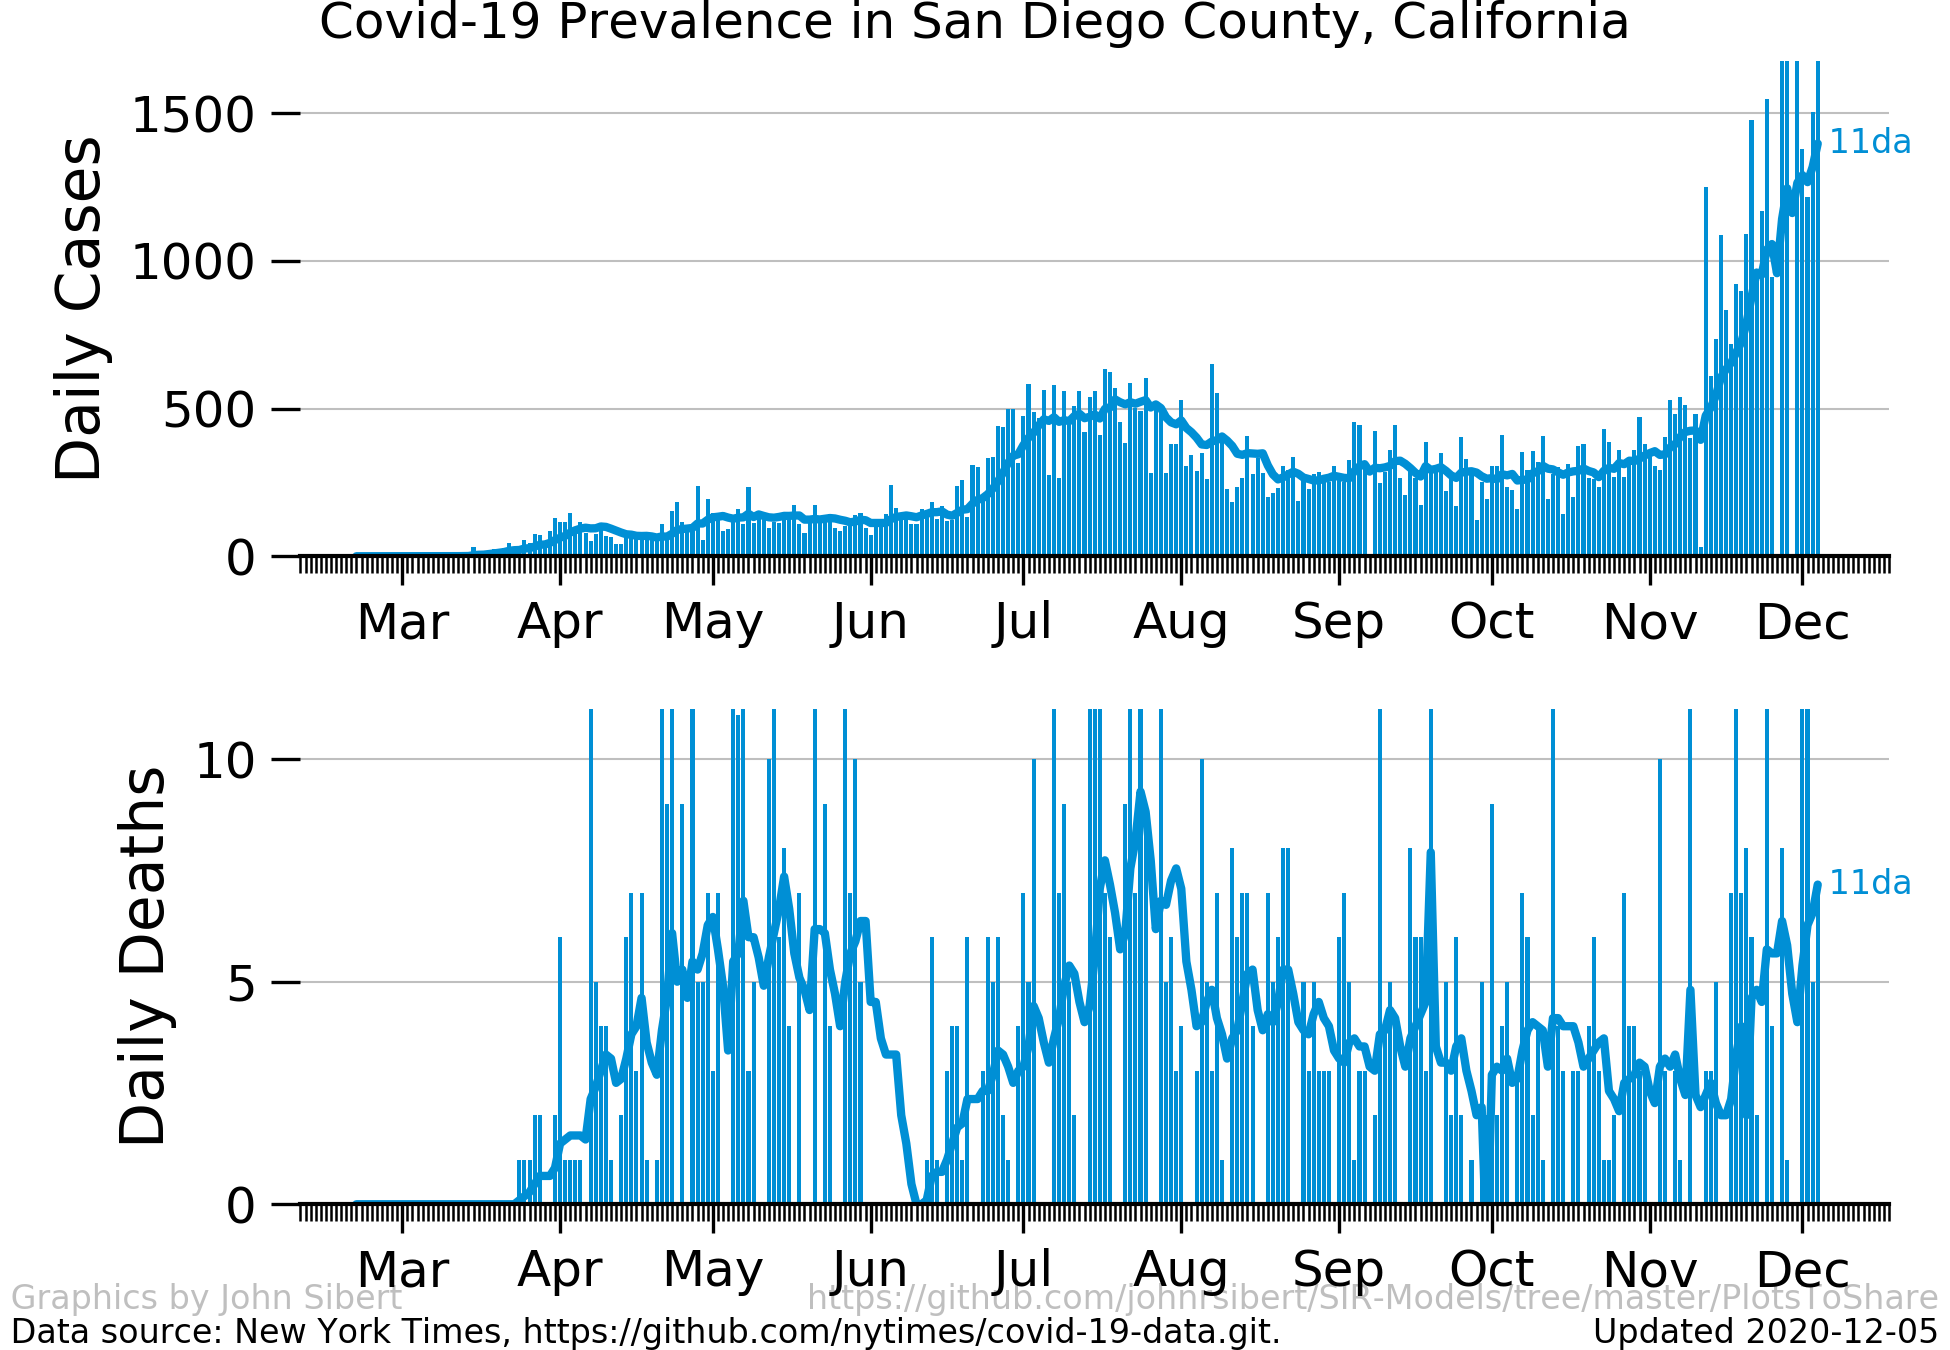 Covid-19 Prevalence in San Diego County, California
Daily Cases
1500
1000
500
0
11da
Mar Apr May Jun Jul Aug Sep Oct Nov Dec
Daily Deaths
10
5
0
11da
Mar Apr May Jun Jul Aug Sep Oct Nov Dec
Graphics by John Sibert https://github.com/johnrsibert/SIR-Models/tree/master/PlotsToShare
Data source: New York Times, https://github.com/nytimes/covid-19-data.git. Updated 2020-12-05